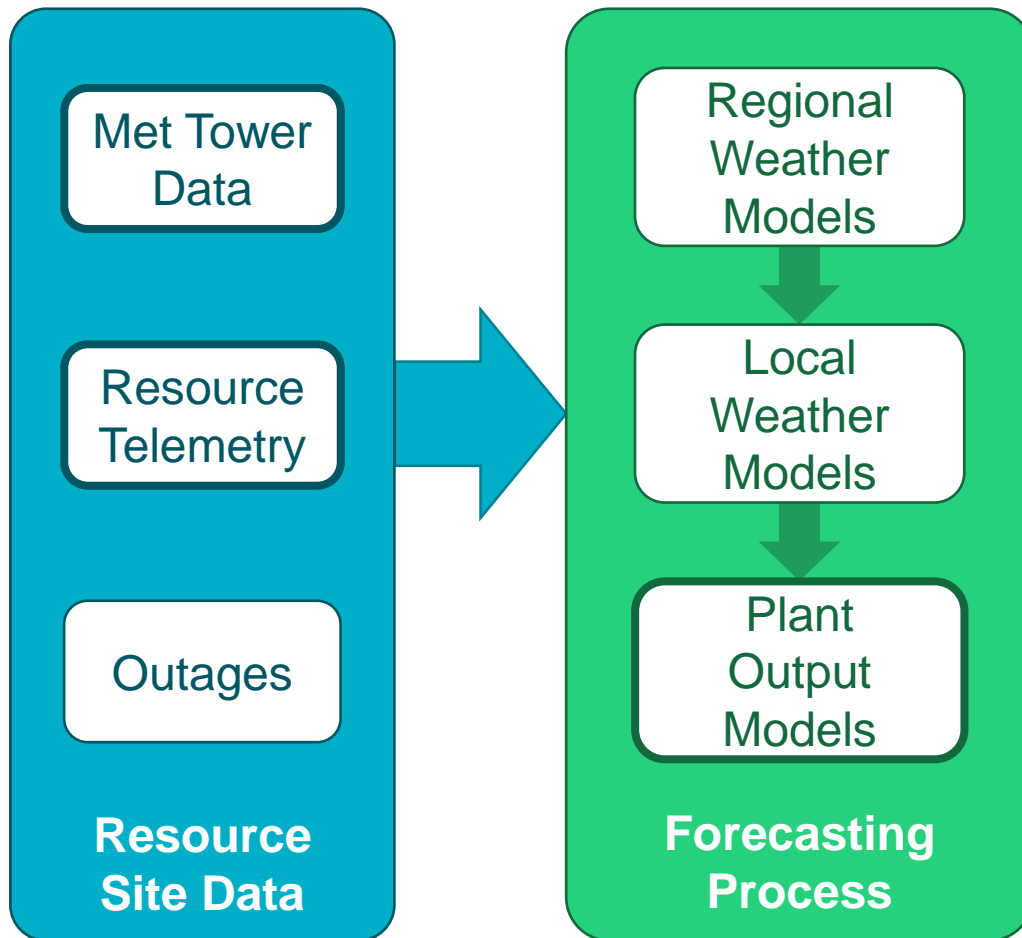 Met Tower
Data
Resource
Telemetry
Outages
Resource
Site Data
Regional
Weather
Models
Local
Weather
Models
Plant
Output
Models
Forecasting
Process